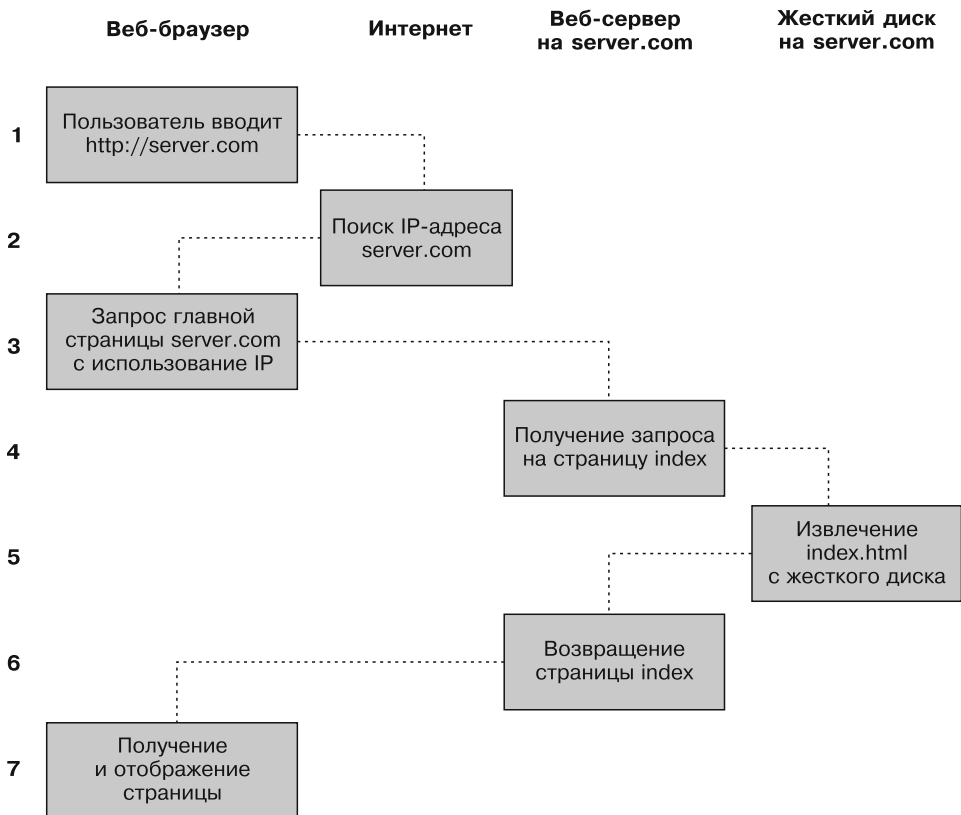 Веб-браузер
Интернет
Веб-сервер
на server.com
Жесткий диск
на server.com
1
Пользователь вводит
http://server.com
2
Поиск IP-адреса
server.com
3
Запрос главной
страницы server.com
с использование IP
4
Получение запроса
на страницу index
5
Извлечение
index.html
с жесткого диска
6
Возвращение
страницы index
7
Получение
и отображение
страницы